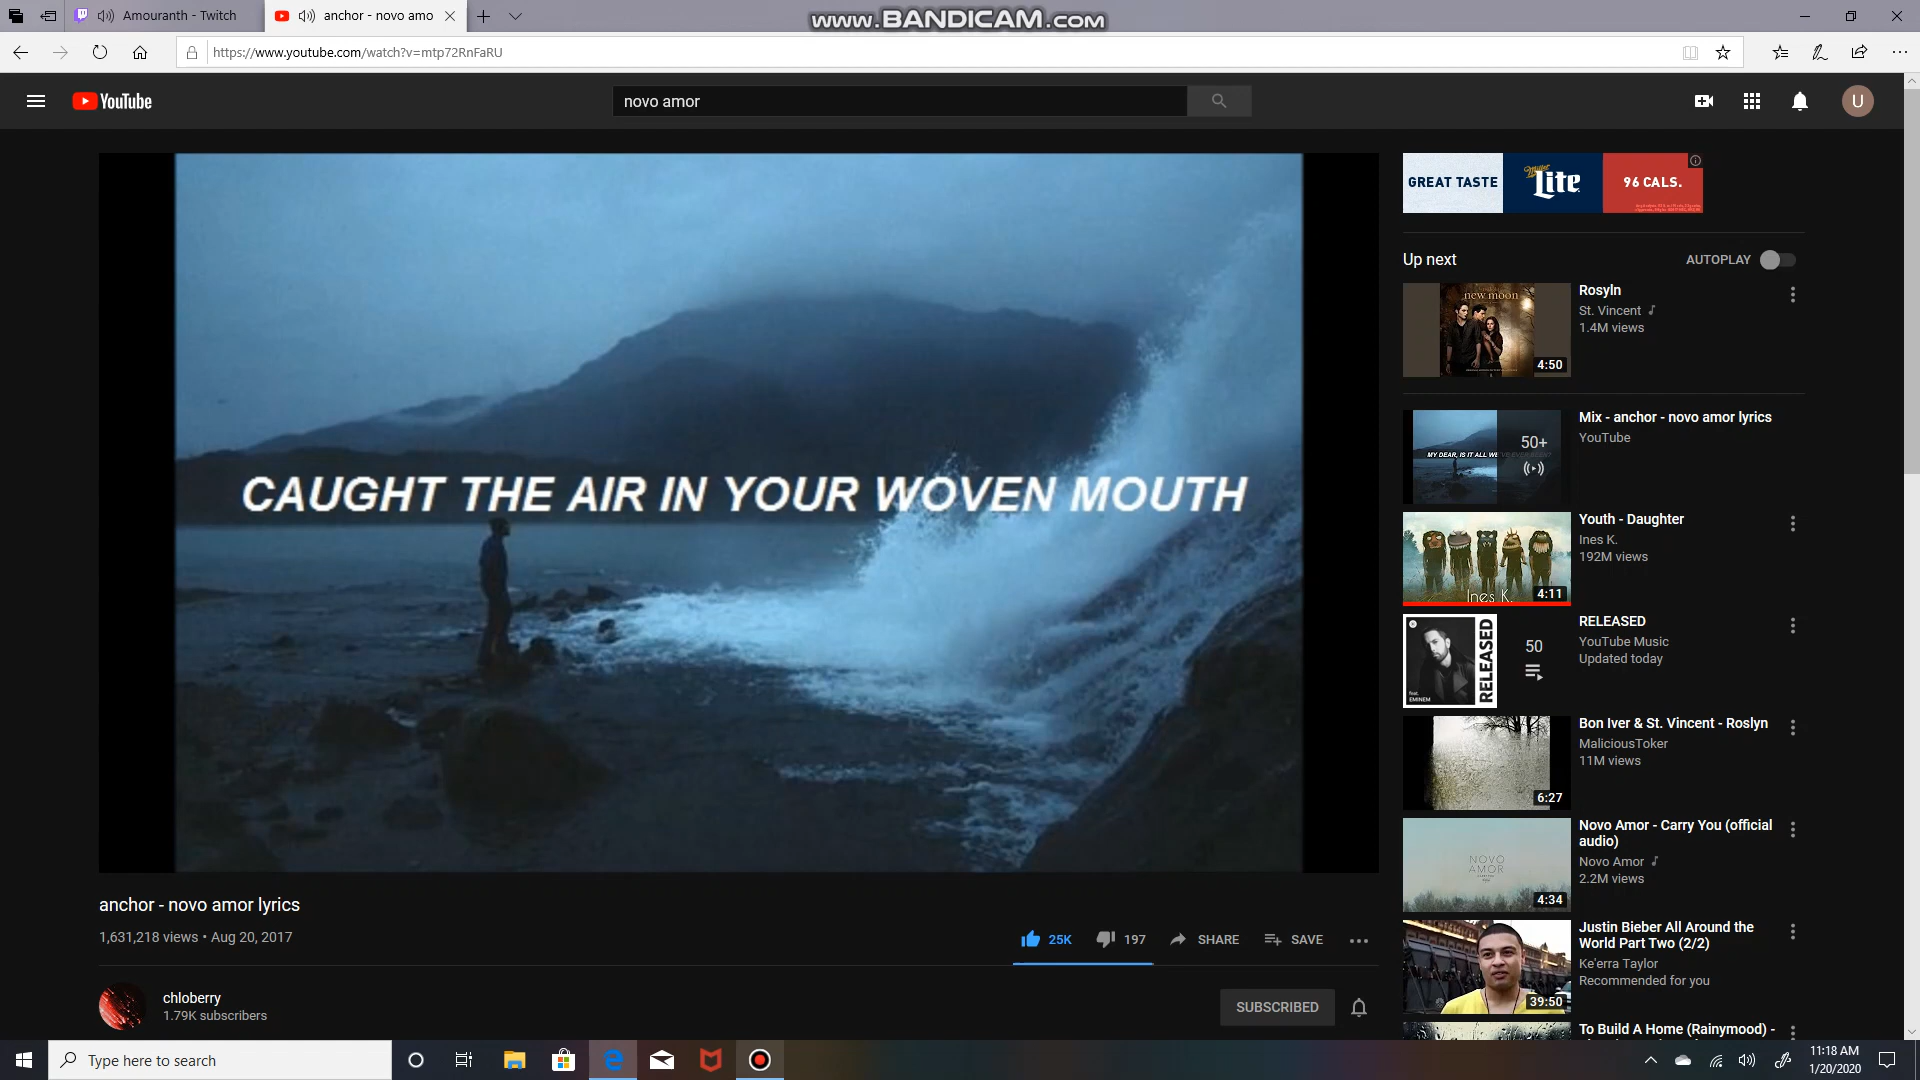 Amouranth - Twitch
anchor - novo amo
www.BANDICAM.com
https://www.youtube.com/watch?v=mtp72RnFaRU
YouTube
novo amor
U
CAUGHT THE AIR IN YOUR WOVEN MOUTH
anchor - novo amor lyrics
1,631,218 views • Aug 20, 2017
25K
197
SHARE
SAVE
chloberry
1.79K subscribers
SUBSCRIBED
GREAT TASTE
Miller Lite
96 CALS.
Up next
AUTOPLAY
new moon
4:50
Rosyln
St. Vincent
1.4M views
50+
Mix - anchor - novo amor lyrics
YouTube
Ines K.
4:11
Youth - Daughter
Ines K.
192M views
RELEASED
feat.
EMINEM
50
RELEASED
YouTube Music
Updated today
6:27
Bon Iver & St. Vincent - Roslyn
MaliciousToker
11M views
NOVO
AMOR
4:34
Novo Amor - Carry You (official
audio)
Novo Amor
2.2M views
39:50
Justin Bieber All Around the
World Part Two (2/2)
Ke'erra Taylor
Recommended for you
To Build A Home (Rainymood) -
Type here to search
11:18 AM
1/20/2020